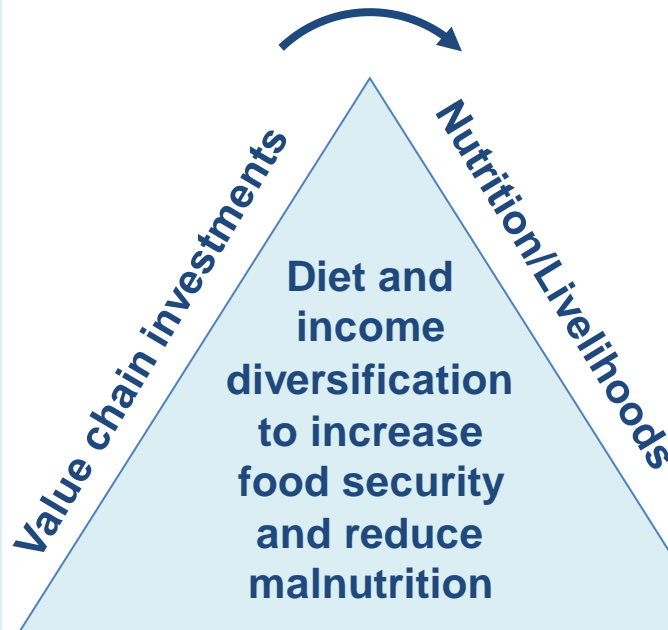 Value chain investments
Nutrition/Livelihoods
Diet and
income
diversification
to increase
food security
and reduce
malnutrition